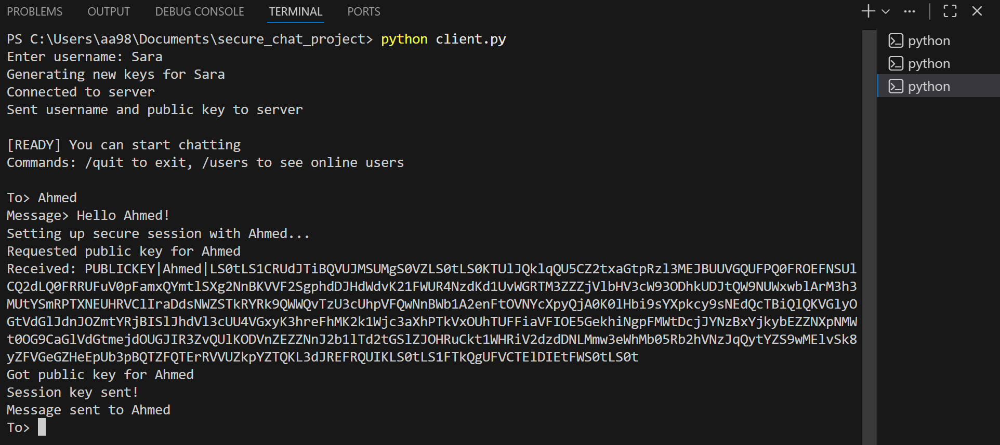 PROBLEMS OUTPUT DEBUG CONSOLE TERMINAL PORTS
PS C:\Users\aa98\Documents\secure_chat_project> python client.py
Enter username: Sara
Generating new keys for Sara
Connected to server
Sent username and public key to server
[READY] You can start chatting
Commands: /quit to exit, /users to see online users
To> Ahmed
Message> Hello Ahmed!
Setting up secure session with Ahmed...
Requested public key for Ahmed
Received: PUBLICKEY|Ahmed|LS0tLS1CRUdJTiBQVUJMSUMgS0VZLS0tLS0KTUlJQklqQU5CZ2txaGtpRzl3MEJBUUVGQUFPQ0FROEFNSUl
CQ2dLQ0FRRUFuV0pFamxQYmtlSXg2NnBKVVF2SgphdDJHdWdvK21FWUR4NzdKd1UvWGRTM3ZZZjVlbHV3cW93ODhkUDJtQW9NUWxwblArM3h3
MUtYSmRPTXNEUHRVClIraDdsNWZSTkRYRk9QWWQvTzU3cUhpVFQwNnBWb1A2enFtOVNYcXpyQjA0K0lHbi9sYXpkcy9sNEdQcTBiQlQKVGlyO
GtVdGlJdnJOZmtYRjBISlJhdVl3cUU4VGxyK3hreFhMK2k1Wjc3aXhPTkVxOUhTUFFiaVFIOE5GekhiNgpFMWtDcjJYNzBxYjkybEZZNXpNMW
t0OG9CaGlVdGtmejdOUGJIR3ZvQUlKODVnZEZZNnJ2b1lTd2tGSlZJOHRuCkt1WHRiV2dzdDNLMmw3eWhMb05Rb2hVNzJqQytYZS9wMElvSk8
yZFVGeGZHeEpUb3pBQTZFQTErRVVUZkpYZTQKL3dJREFRQUIKLS0tLS1FTkQgUFVCTElDIEtFWS0tLS0t
Got public key for Ahmed
Session key sent!
Message sent to Ahmed
To>
python
python
python